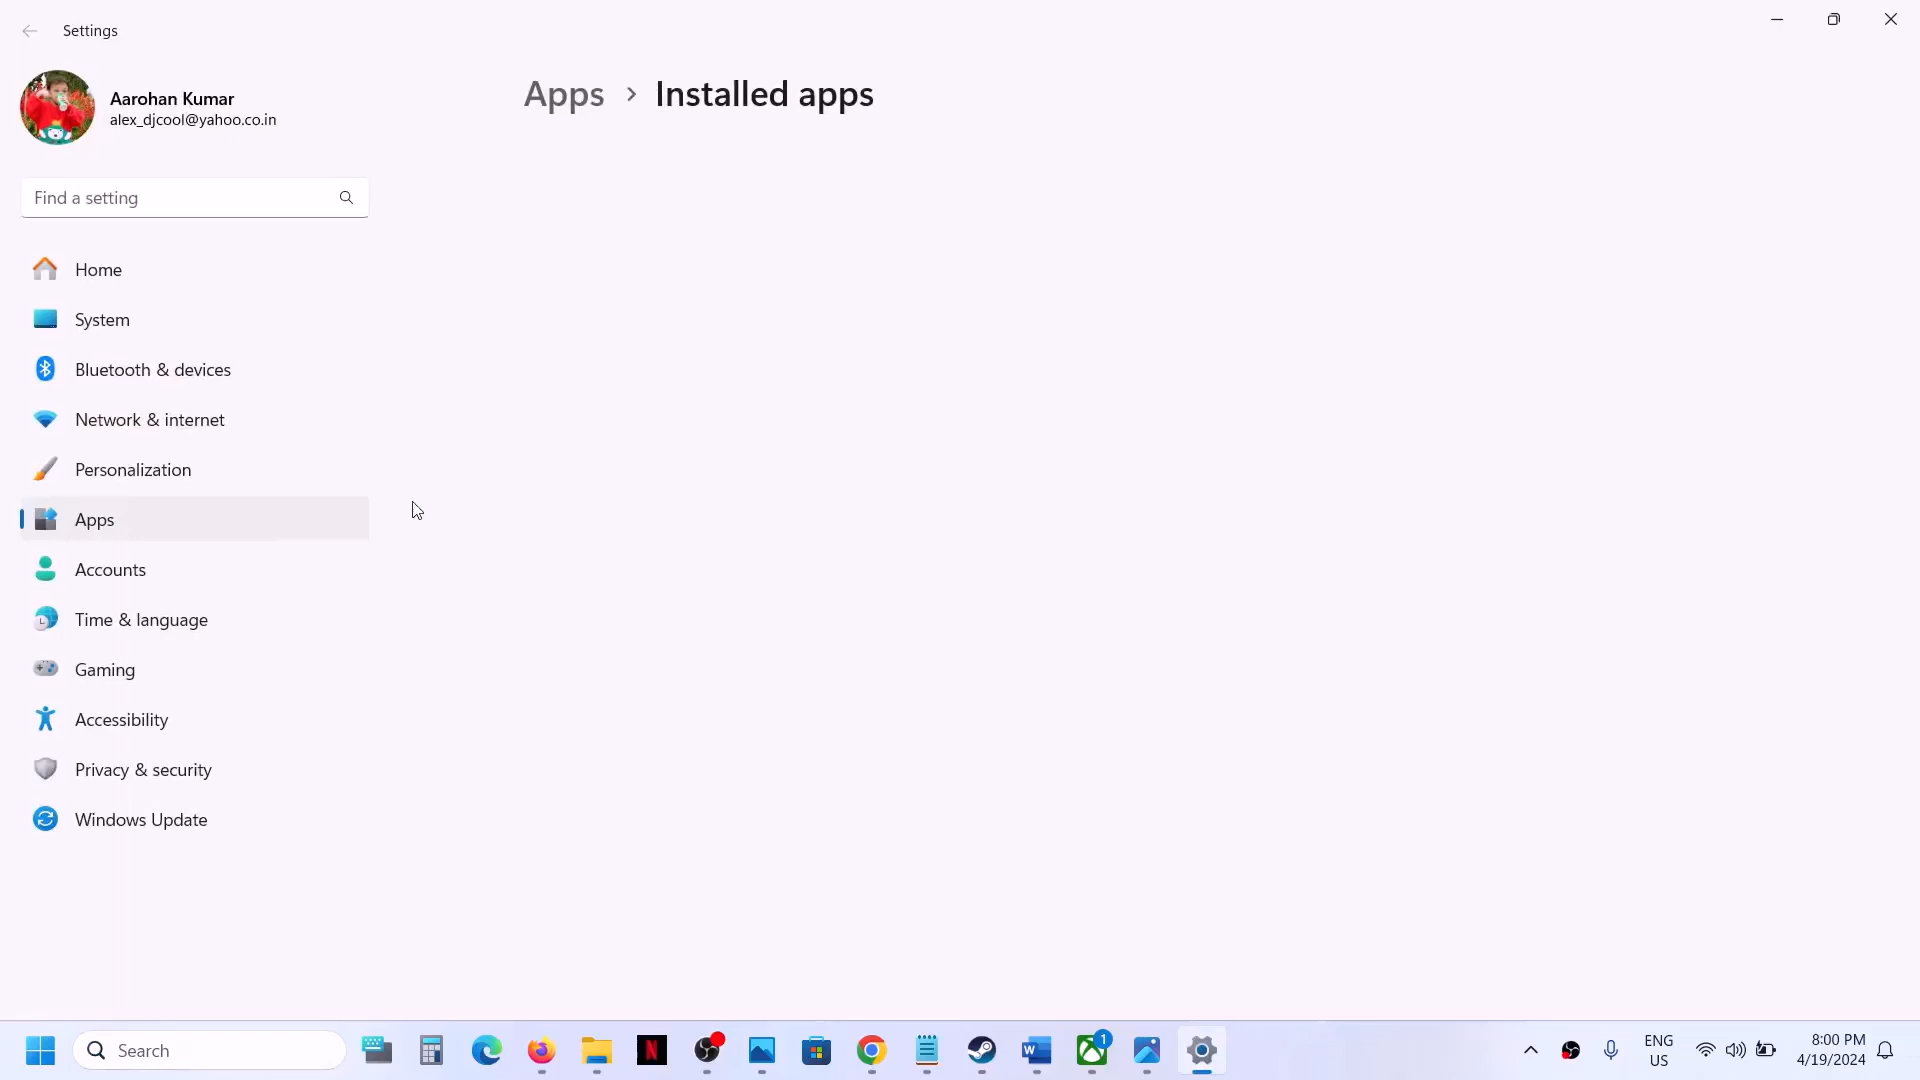 Settings
Aarohan Kumar
alex_djcool@yahoo.co.in
Apps > Installed apps
Find a setting
Home
System
Bluetooth & devices
Network & internet
Personalization
Apps
Accounts
Time & language
Gaming
Accessibility
Privacy & security
Windows Update
Search
N
W
1
ENG
US
8:00 PM
4/19/2024